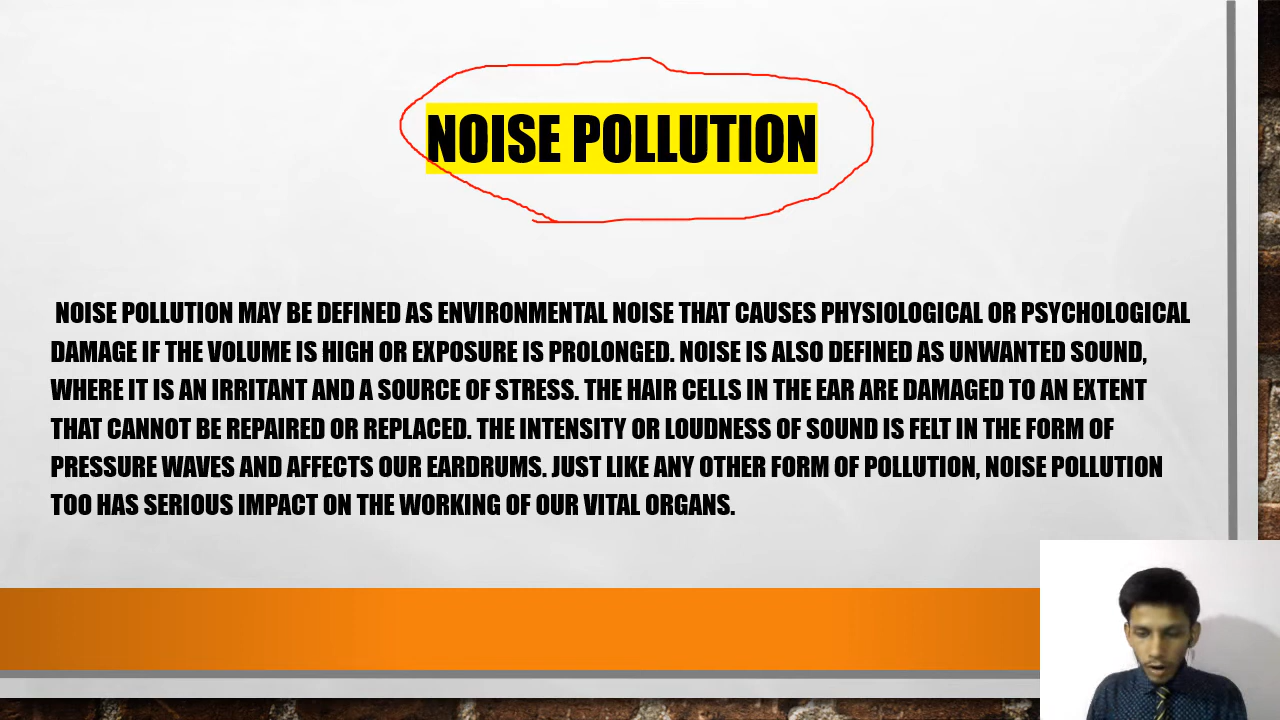 NOISE POLLUTION
NOISE POLLUTION MAY BE DEFINED AS ENVIRONMENTAL NOISE THAT CAUSES PHYSIOLOGICAL OR PSYCHOLOGICAL
DAMAGE IF THE VOLUME IS HIGH OR EXPOSURE IS PROLONGED. NOISE IS ALSO DEFINED AS UNWANTED SOUND,
WHERE IT IS AN IRRITANT AND A SOURCE OF STRESS. THE HAIR CELLS IN THE EAR ARE DAMAGED TO AN EXTENT
THAT CANNOT BE REPAIRED OR REPLACED. THE INTENSITY OR LOUDNESS OF SOUND IS FELT IN THE FORM OF
PRESSURE WAVES AND AFFECTS OUR EARDRUMS. JUST LIKE ANY OTHER FORM OF POLLUTION, NOISE POLLUTION
TOO HAS SERIOUS IMPACT ON THE WORKING OF OUR VITAL ORGANS.